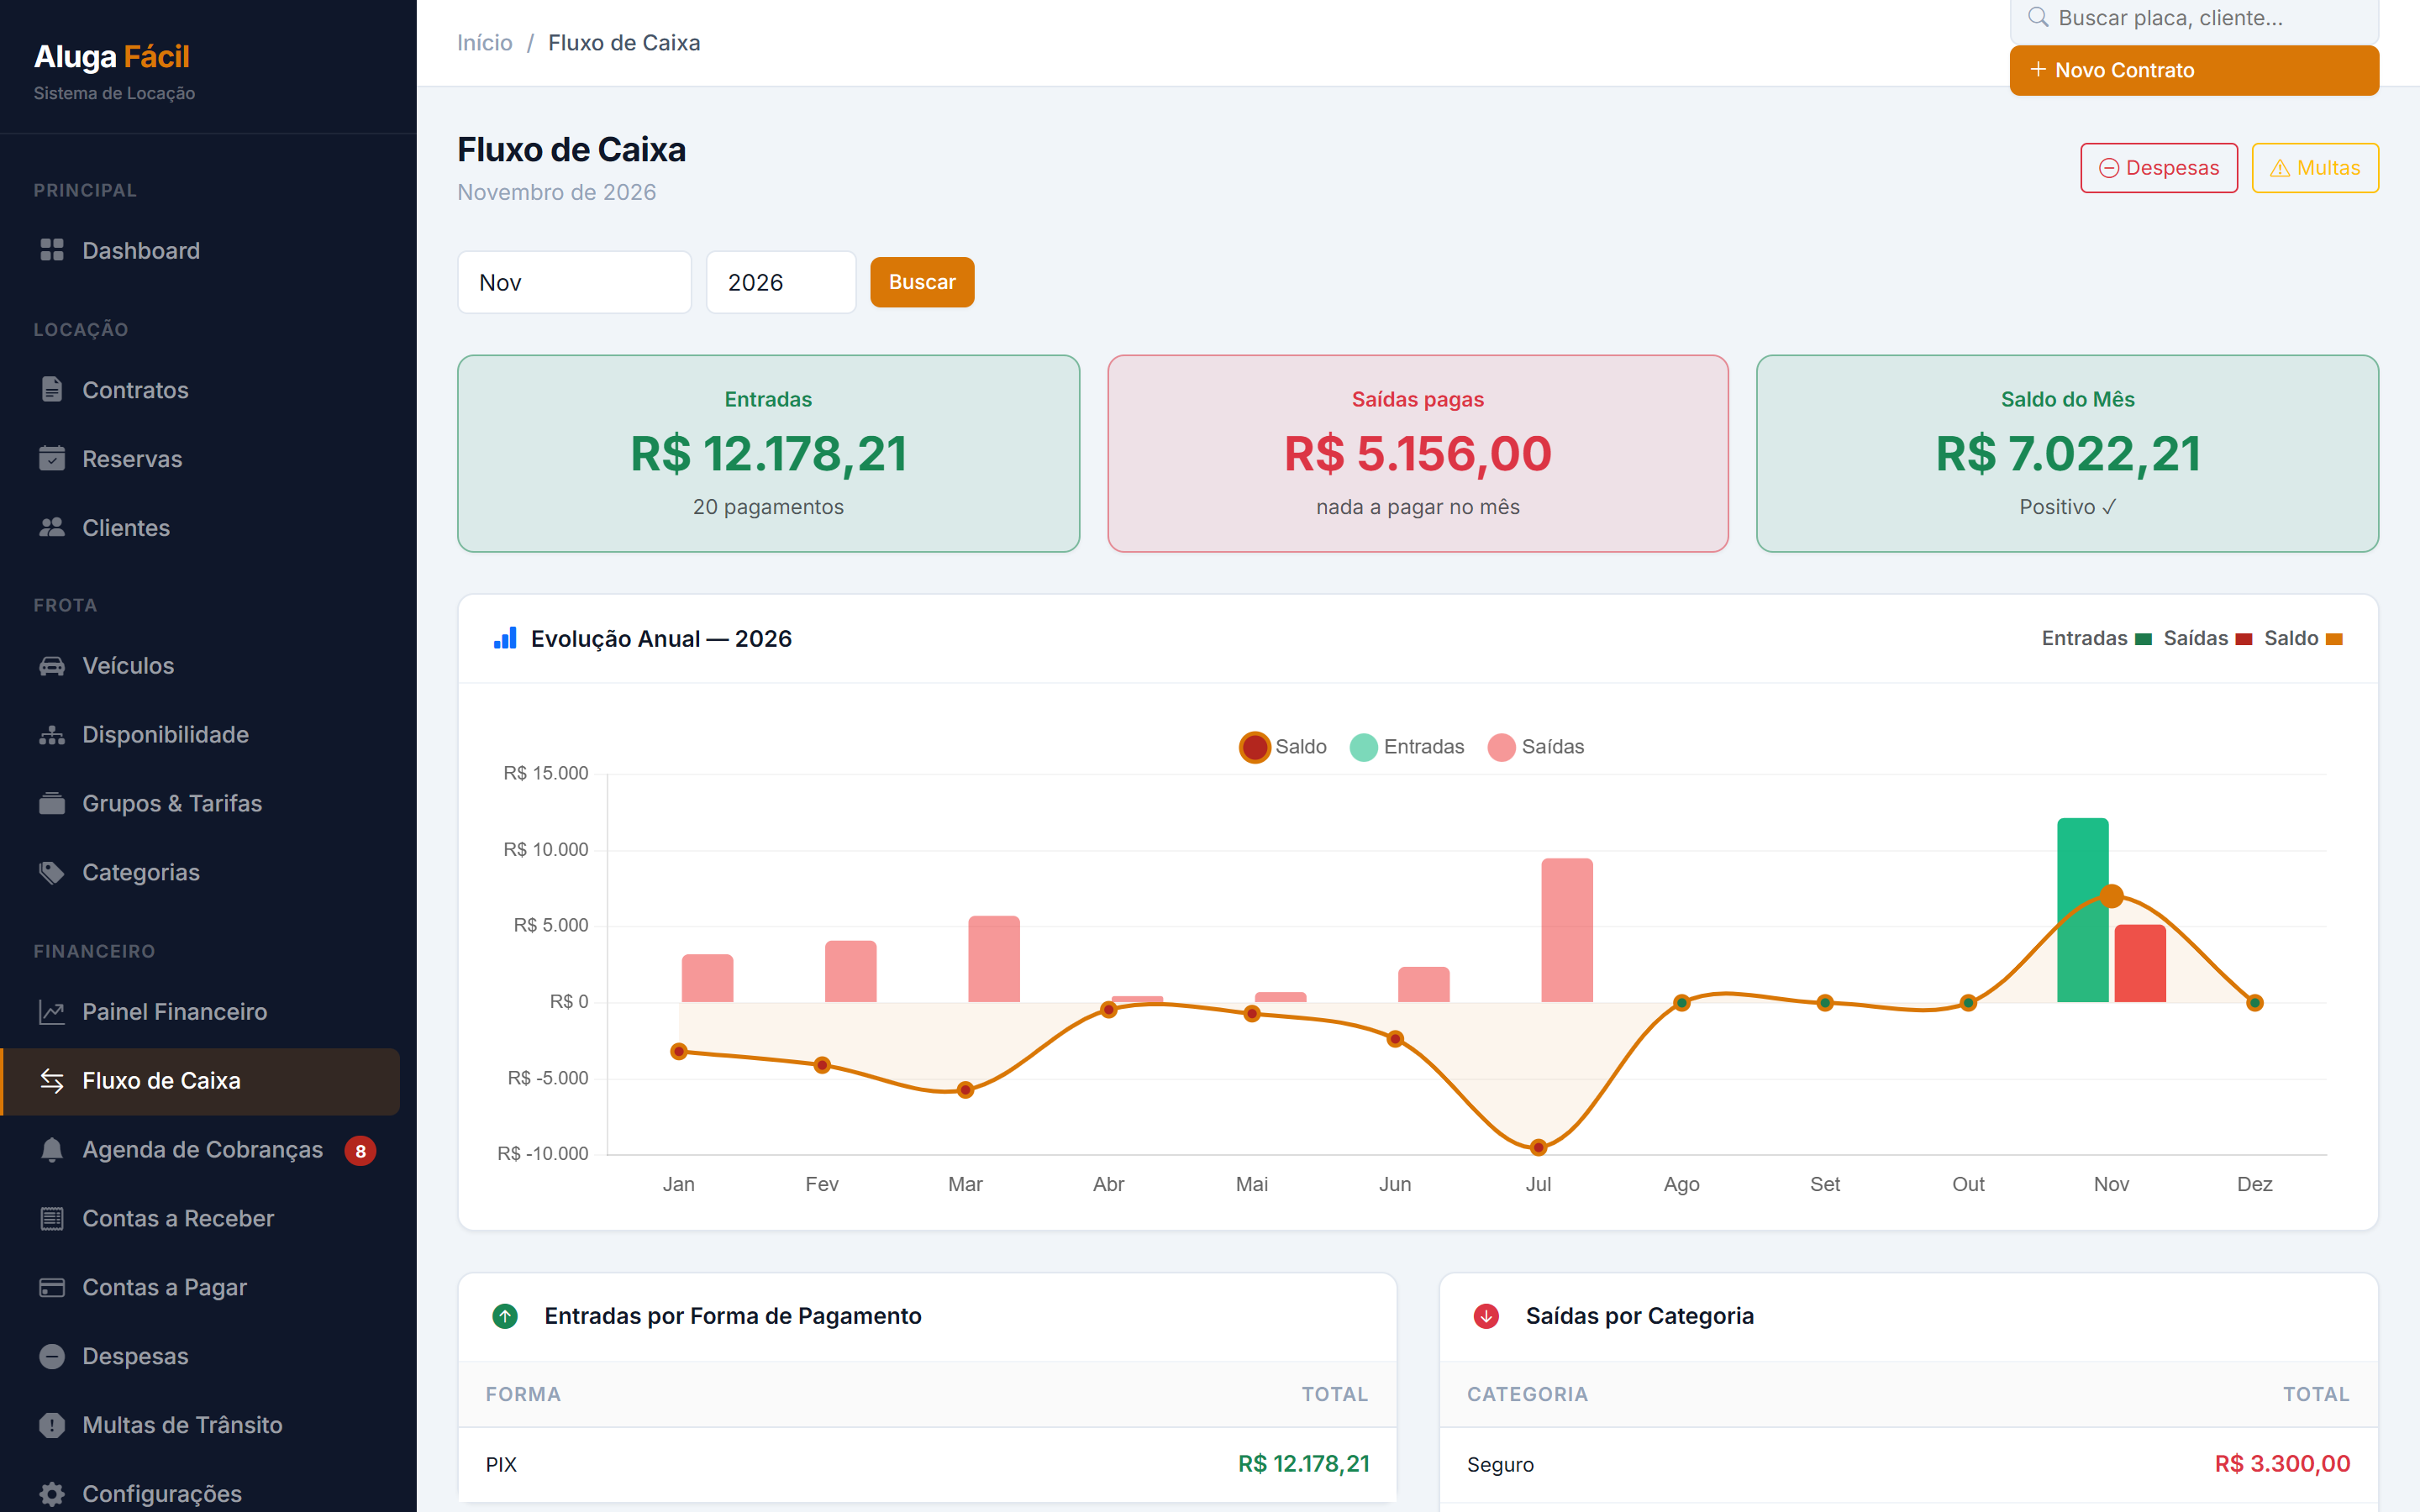 Aluga Fácil
Sistema de Locação
PRINCIPAL
Dashboard
LOCAÇÃO
Contratos
Reservas
Clientes
FROTA
Veículos
Disponibilidade
Grupos & Tarifas
Categorias
FINANCEIRO
Painel Financeiro
Fluxo de Caixa
Agenda de Cobranças 8
Contas a Receber
Contas a Pagar
Despesas
Multas de Trânsito
Configurações
Início / Fluxo de Caixa
Buscar placa, cliente...
+ Novo Contrato
Fluxo de Caixa
Novembro de 2026
Despesas
Multas
Nov
2026
Buscar
Entradas
R$ 12.178,21
20 pagamentos
Saídas pagas
R$ 5.156,00
nada a pagar no mês
Saldo do Mês
R$ 7.022,21
Positivo ✓
Evolução Anual — 2026
Entradas Saídas Saldo
Saldo Entradas Saídas
R$ 15.000
R$ 10.000
R$ 5.000
R$ 0
R$ -5.000
R$ -10.000
Jan Fev Mar Abr Mai Jun Jul Ago Set Out Nov Dez
Entradas por Forma de Pagamento
FORMA TOTAL
PIX R$ 12.178,21
Saídas por Categoria
CATEGORIA TOTAL
Seguro R$ 3.300,00